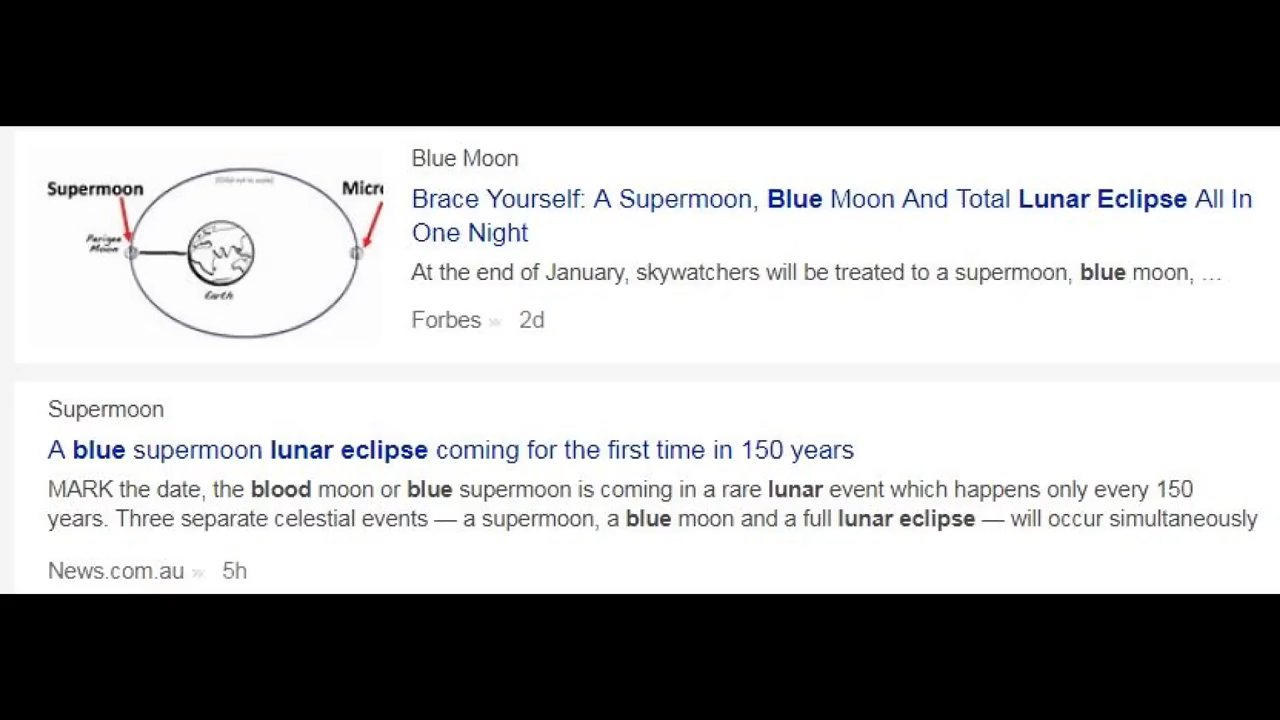 Blue Moon
Supermoon
Micro
Brace Yourself: A Supermoon, Blue Moon And Total Lunar Eclipse All In
One Night
Perigee
Moon
Earth
At the end of January, skywatchers will be treated to a supermoon, blue moon, ...
Forbes » 2d
Supermoon
A blue supermoon lunar eclipse coming for the first time in 150 years
MARK the date, the blood moon or blue supermoon is coming in a rare lunar event which happens only every 150
years. Three separate celestial events — a supermoon, a blue moon and a full lunar eclipse — will occur simultaneously
News.com.au » 5h